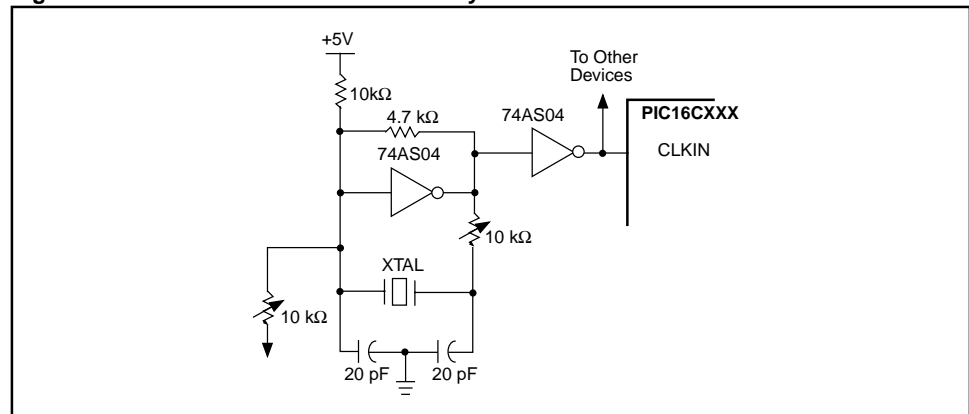 +5V
To Other
Devices
10kΩ
4.7 kΩ
74AS04
PIC16CXXX
74AS04
CLKIN
10 kΩ
XTAL
10 kΩ
20 pF
20 pF